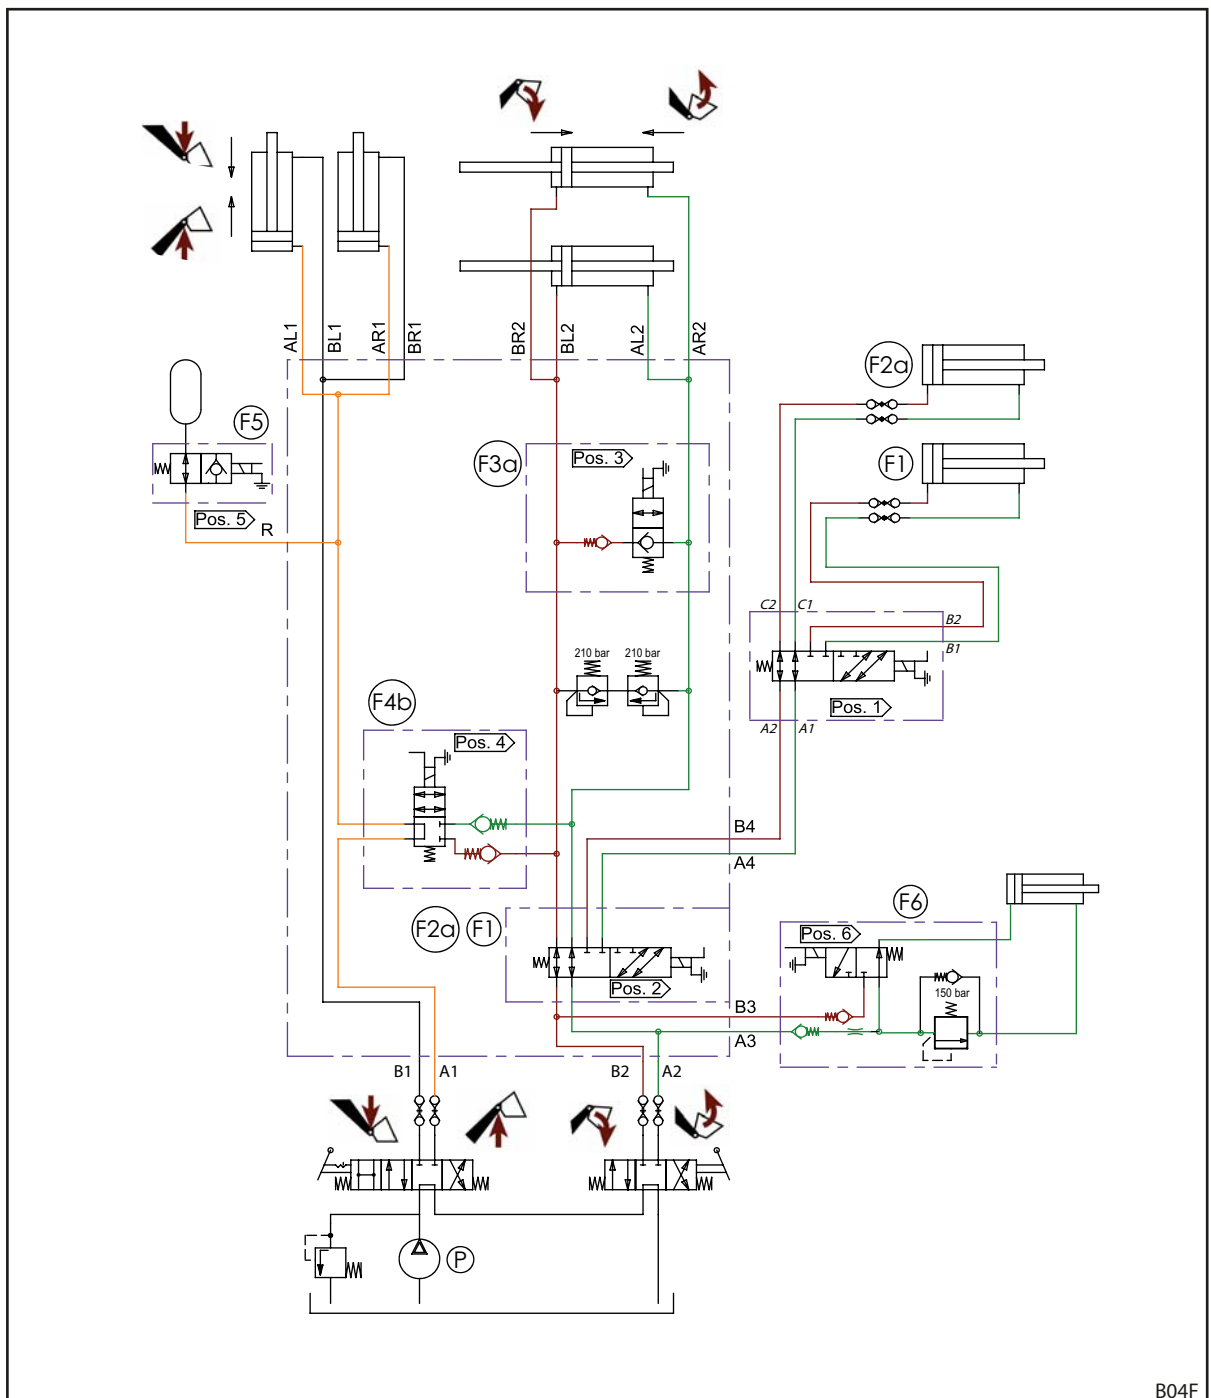 AL1
BL1
AR1
BR1
BR2
BL2
AL2
AR2
F2a
F5
F3a
Pos. 3
F1
Pos. 5
R
C2
C1
B2
B1
210 bar
210 bar
F4b
Pos. 1
Pos. 4
A2
A1
B4
A4
F2a
F1
F6
Pos. 6
Pos. 2
150 bar
B3
A3
B1
A1
B2
A2
P
B04F